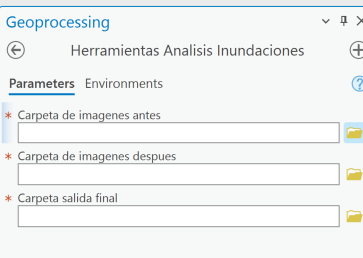 Geoprocessing
Herramientas Analisis Inundaciones
Parameters Environments
* Carpeta de imagenes antes
* Carpeta de imagenes despues
* Carpeta salida final